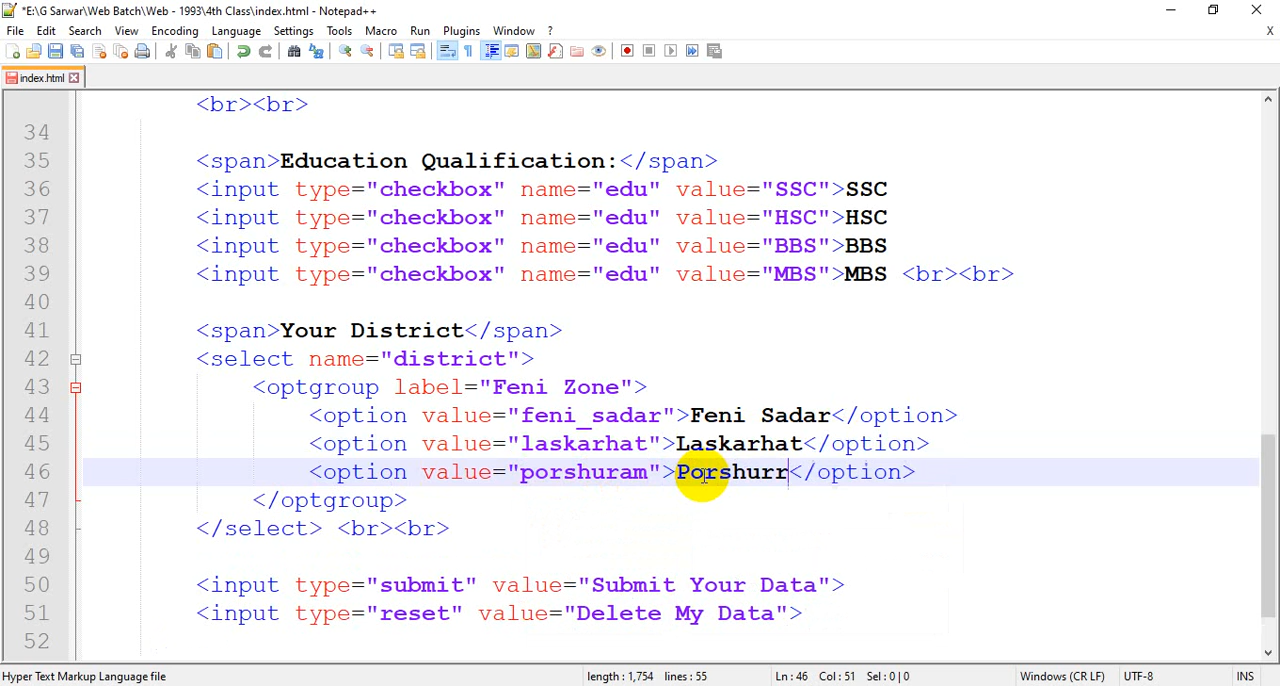 *E:\G Sarwar\Web Batch\Web - 1993\4th Class\index.html - Notepad++
File Edit Search View Encoding Language Settings Tools Macro Run Plugins Window ? X
index.html
<br><br>
34
35 <span>Education Qualification:</span>
36 <input type="checkbox" name="edu" value="SSC">SSC
37 <input type="checkbox" name="edu" value="HSC">HSC
38 <input type="checkbox" name="edu" value="BBS">BBS
39 <input type="checkbox" name="edu" value="MBS">MBS <br><br>
40
41 <span>Your District</span>
42 <select name="district">
43 <optgroup label="Feni Zone">
44 <option value="feni_sadar">Feni Sadar</option>
45 <option value="laskarhat">Laskarhat</option>
46 <option value="porshuram">Porshurr</option>
47 </optgroup>
48 </select> <br><br>
49
50 <input type="submit" value="Submit Your Data">
51 <input type="reset" value="Delete My Data">
52
Hyper Text Markup Language file length : 1,754 lines : 55 Ln : 46 Col : 51 Sel : 0 | 0 Windows (CR LF) UTF-8 INS